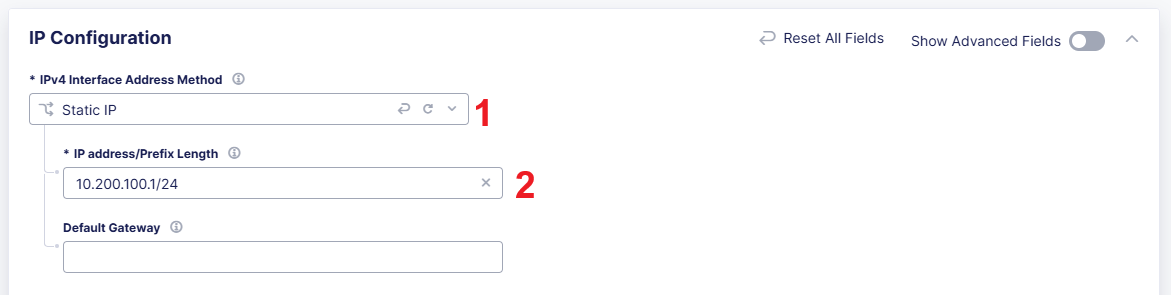 IP Configuration
Reset All Fields
Show Advanced Fields
* IPv4 Interface Address Method
Static IP
1
* IP address/Prefix Length
10.200.100.1/24
2
Default Gateway